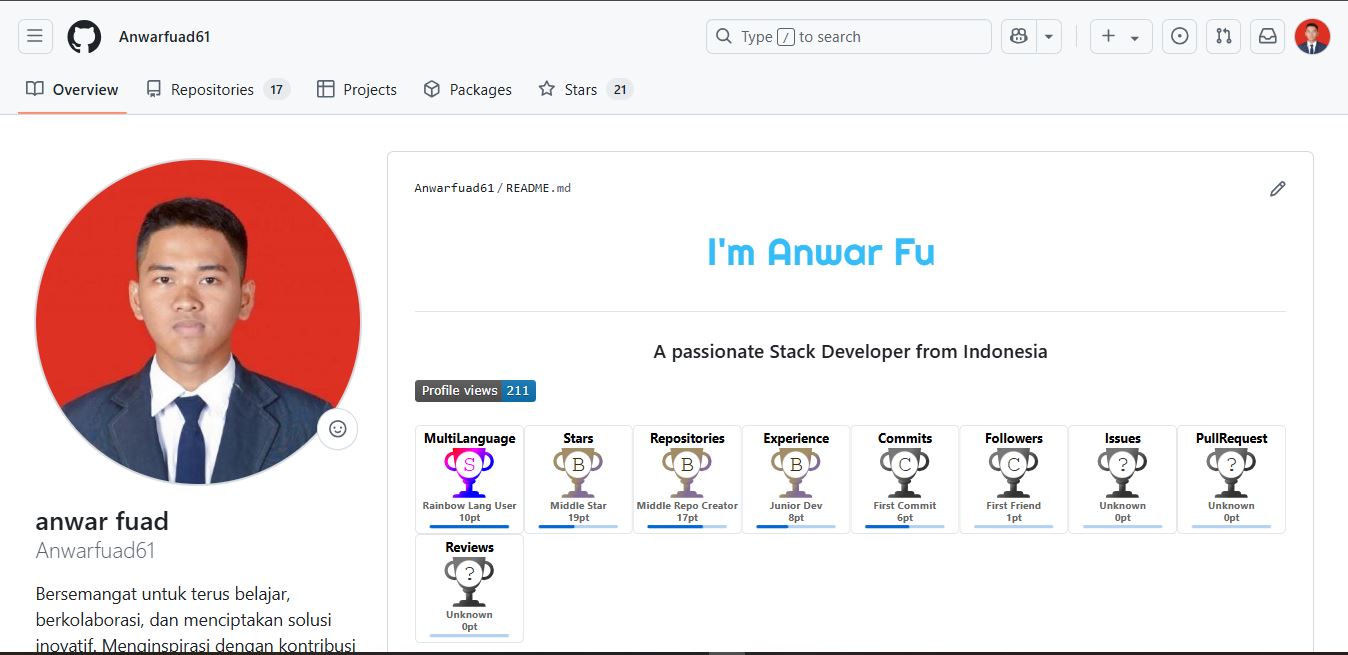 Anwarfuad61
Type / to search
Overview
Repositories 17
Projects
Packages
Stars 21
Anwarfuad61/README.md
I'm Anwar Fu
A passionate Stack Developer from Indonesia
Profile views 211
MultiLanguage
S
Rainbow Lang User
10pt
Stars
B
Middle Star
19pt
Repositories
B
Middle Repo Creator
17pt
Experience
B
Junior Dev
8pt
Commits
C
First Commit
6pt
Followers
C
First Friend
1pt
Issues
?
Unknown
0pt
PullRequest
?
Unknown
0pt
Reviews
?
Unknown
0pt
anwar fuad
Anwarfuad61
Bersemangat untuk terus belajar,
berkolaborasi, dan menciptakan solusi
inovatif. Menginspirasi dengan kontribusi